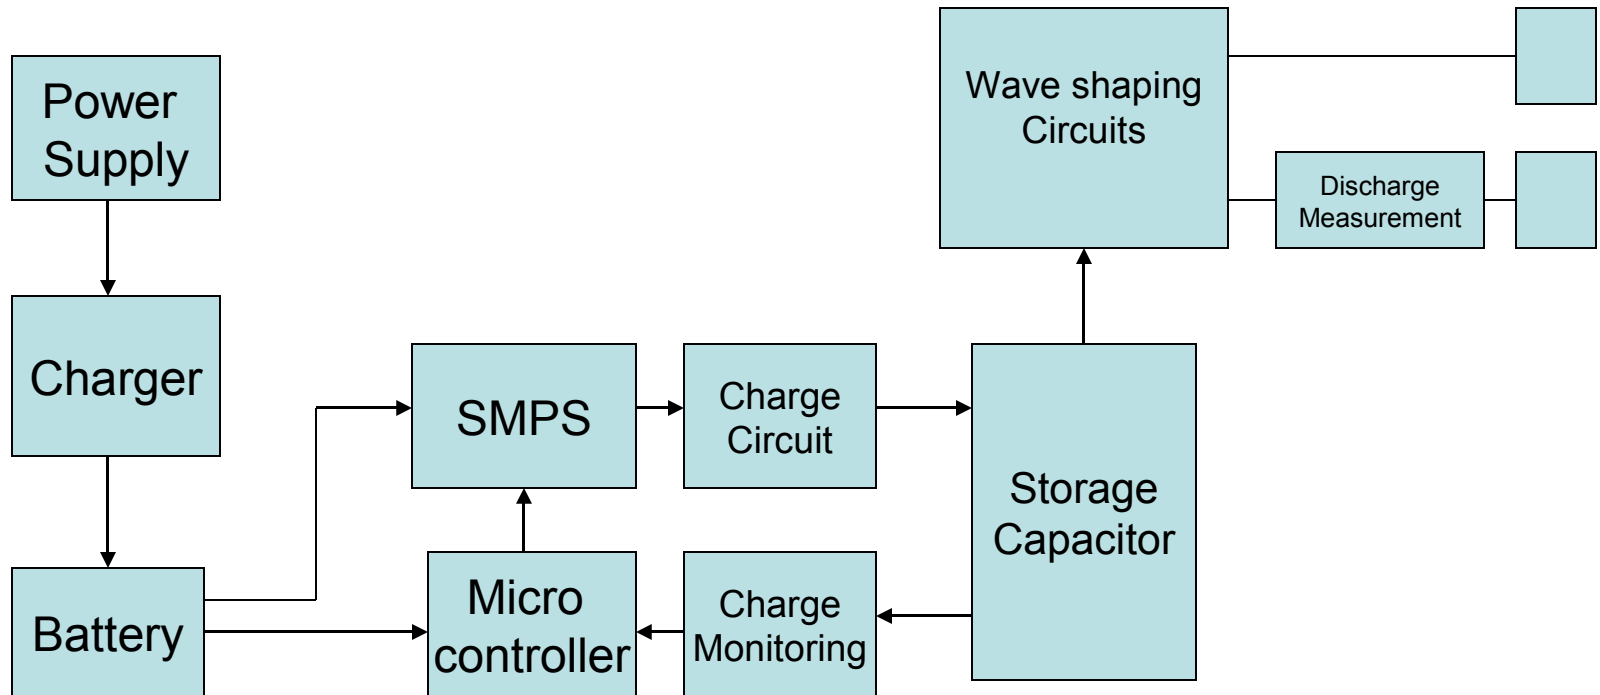 Power
Supply
Charger
Battery
SMPS
Micro
controller
Charge
Circuit
Charge
Monitoring
Storage
Capacitor
Wave shaping
Circuits
Discharge
Measurement